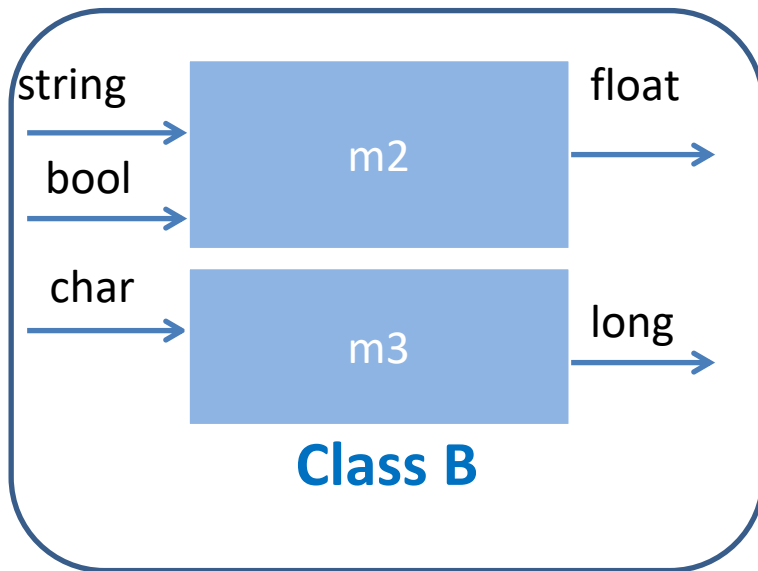 string
float
m2
bool
char
long
m3
Class B